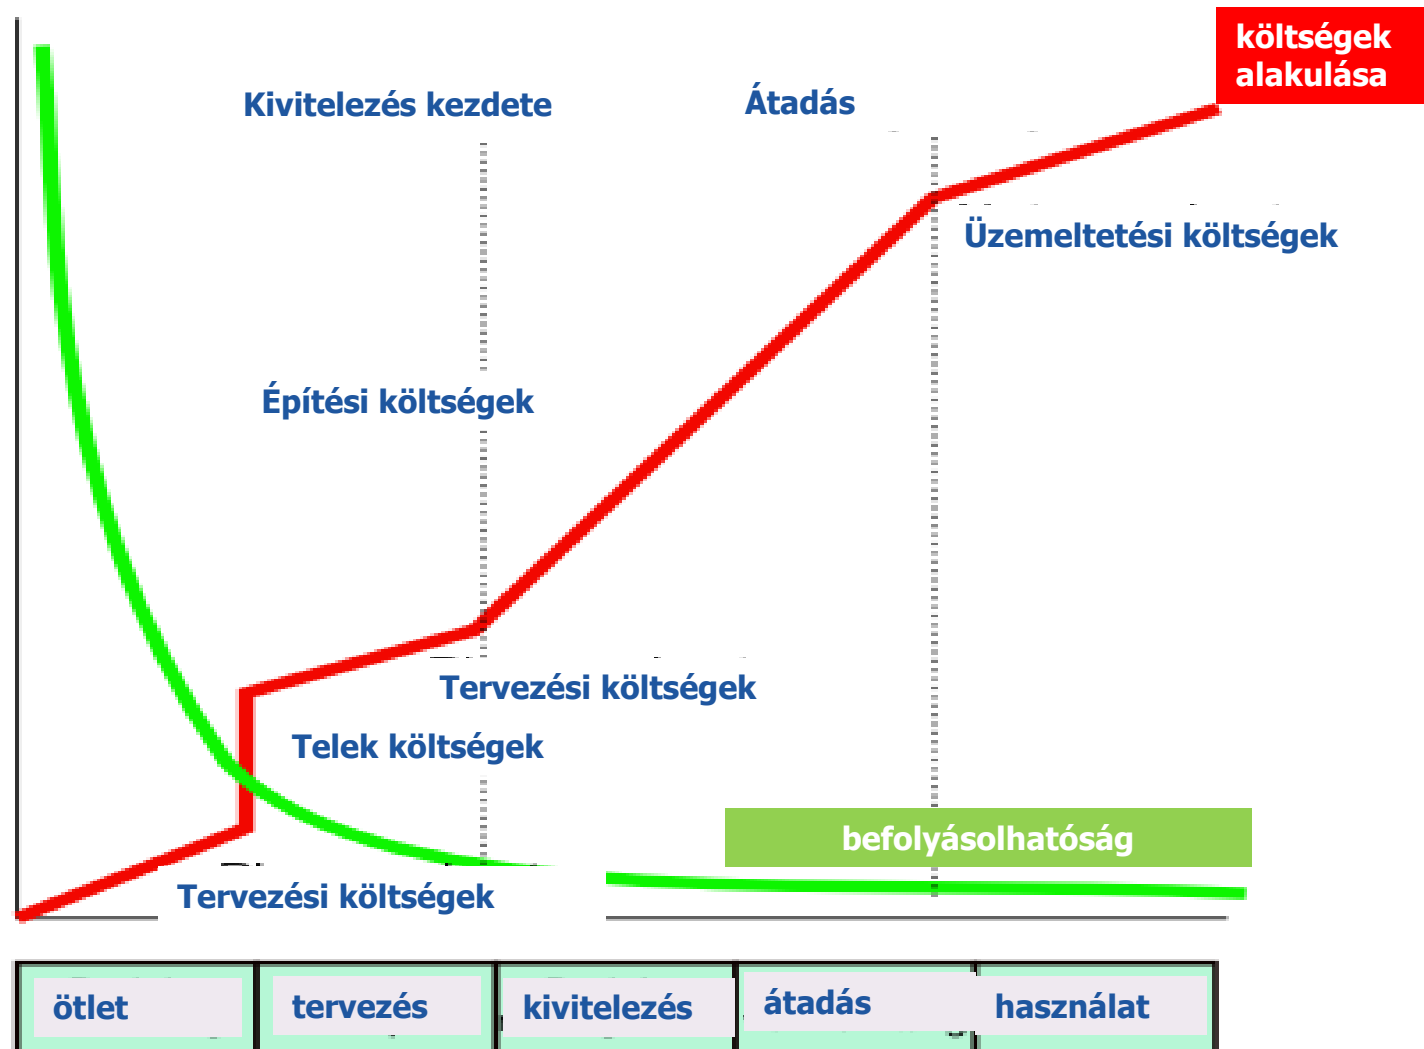 költségek
alakulása
Kivitelezés kezdete
Átadás
Üzemeltetési költségek
Építési költségek
Tervezési költségek
Telek költségek
befolyásolhatóság
Tervezési költségek
ötlet
tervezés
kivitelezés
átadás
használat